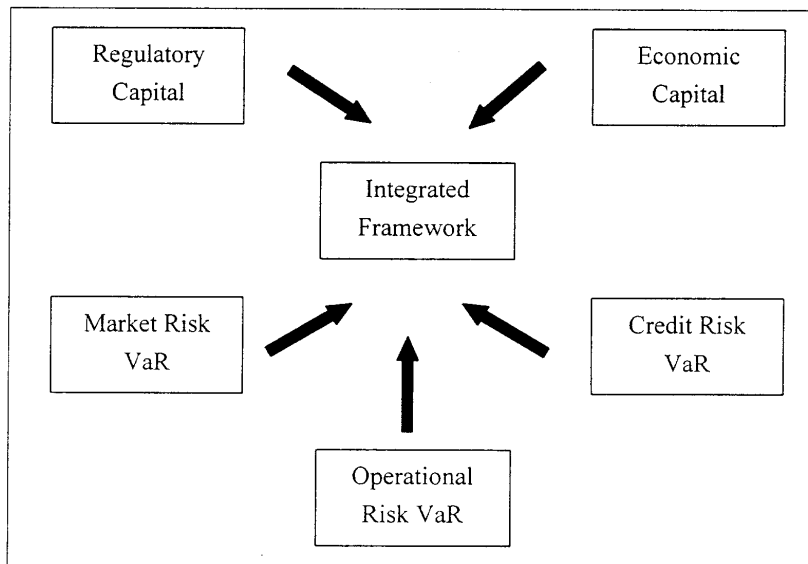 Regulatory
Capital
Economic
Capital
Integrated
Framework
Market Risk
VaR
Credit Risk
VaR
Operational
Risk VaR